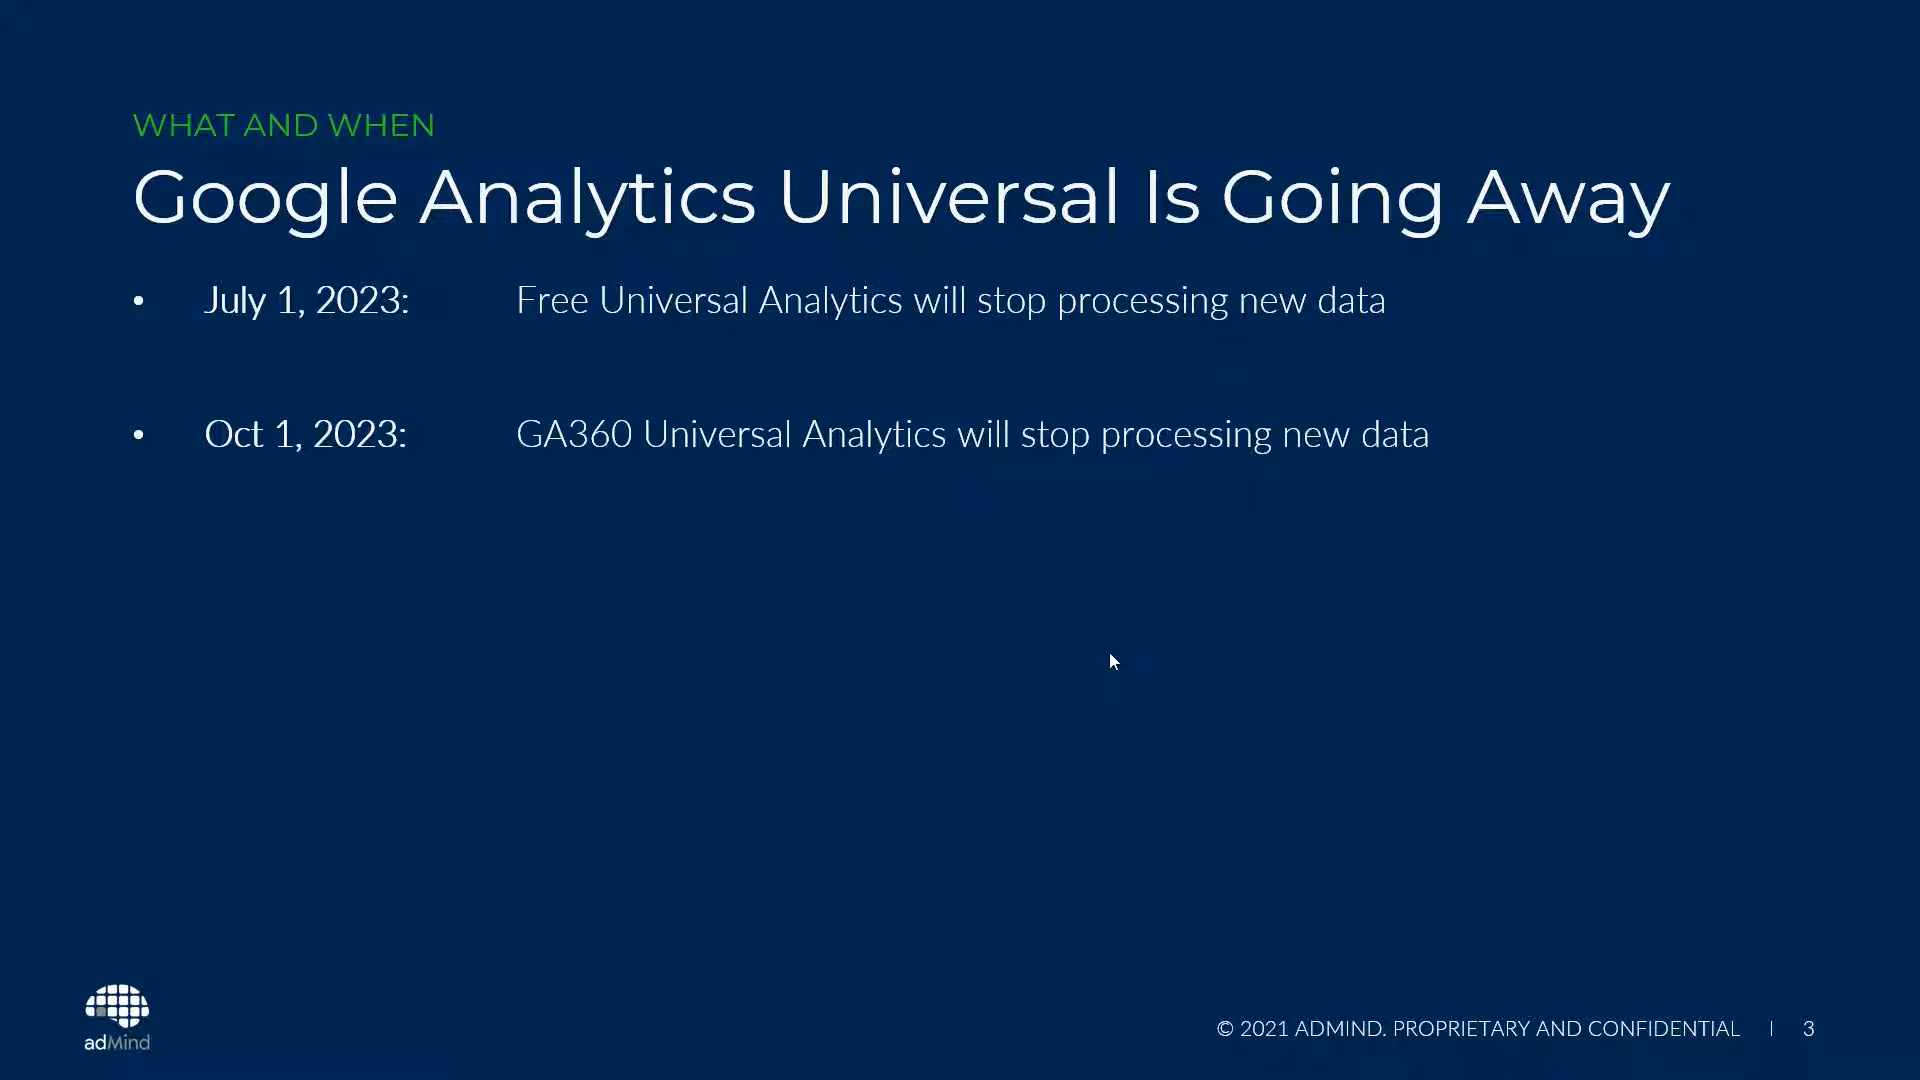 WHAT AND WHEN
Google Analytics Universal Is Going Away
• July 1, 2023: Free Universal Analytics will stop processing new data
• Oct 1, 2023: GA360 Universal Analytics will stop processing new data
adMind
© 2021 ADMIND. PROPRIETARY AND CONFIDENTIAL | 3